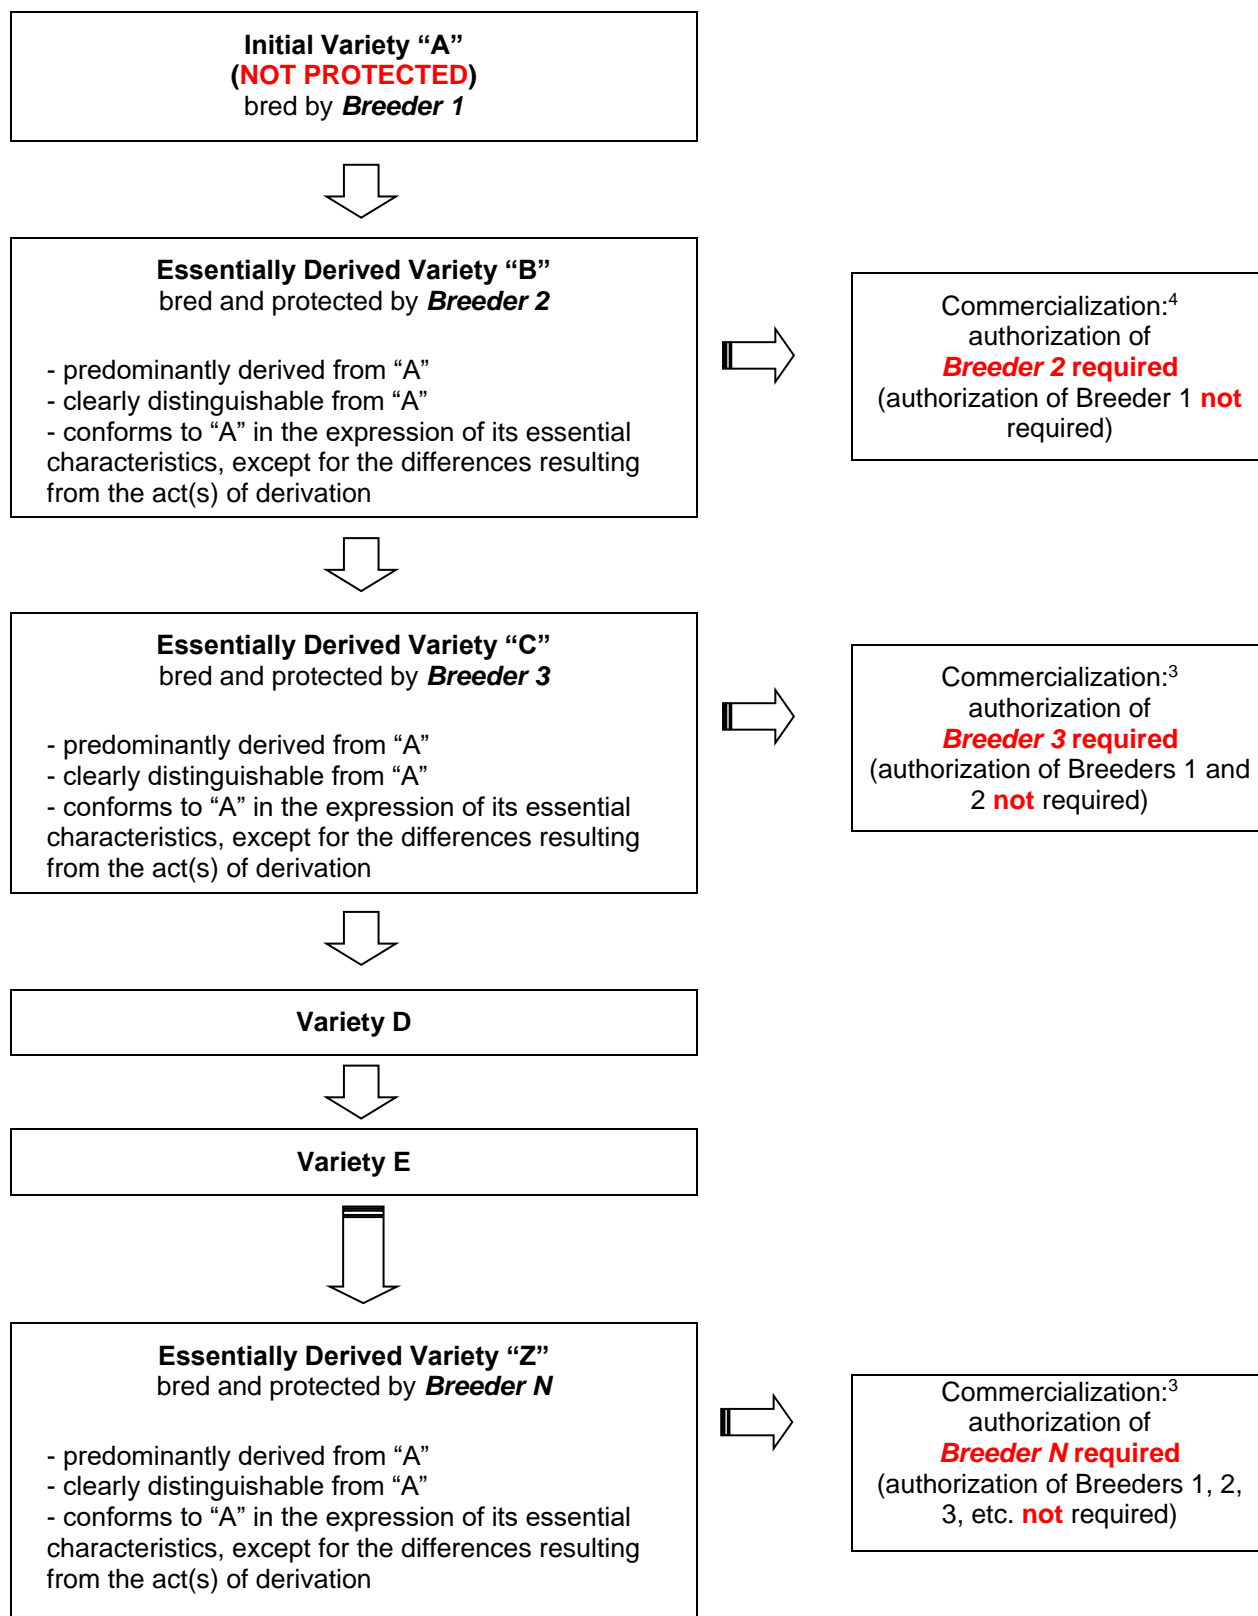 Initial Variety “A”
(NOT PROTECTED)
bred by Breeder 1
Essentially Derived Variety “B”
bred and protected by Breeder 2
- predominantly derived from “A”
- clearly distinguishable from “A”
- conforms to “A” in the expression of its essential
characteristics, except for the differences resulting
from the act(s) of derivation
Commercialization:4
authorization of
Breeder 2 required
(authorization of Breeder 1 not
required)
Essentially Derived Variety “C”
bred and protected by Breeder 3
- predominantly derived from “A”
- clearly distinguishable from “A”
- conforms to “A” in the expression of its essential
characteristics, except for the differences resulting
from the act(s) of derivation
Commercialization:3
authorization of
Breeder 3 required
(authorization of Breeders 1 and
2 not required)
Variety D
Variety E
Essentially Derived Variety “Z”
bred and protected by Breeder N
- predominantly derived from “A”
- clearly distinguishable from “A”
- conforms to “A” in the expression of its essential
characteristics, except for the differences resulting
from the act(s) of derivation
Commercialization:3
authorization of
Breeder N required
(authorization of Breeders 1, 2,
3, etc. not required)